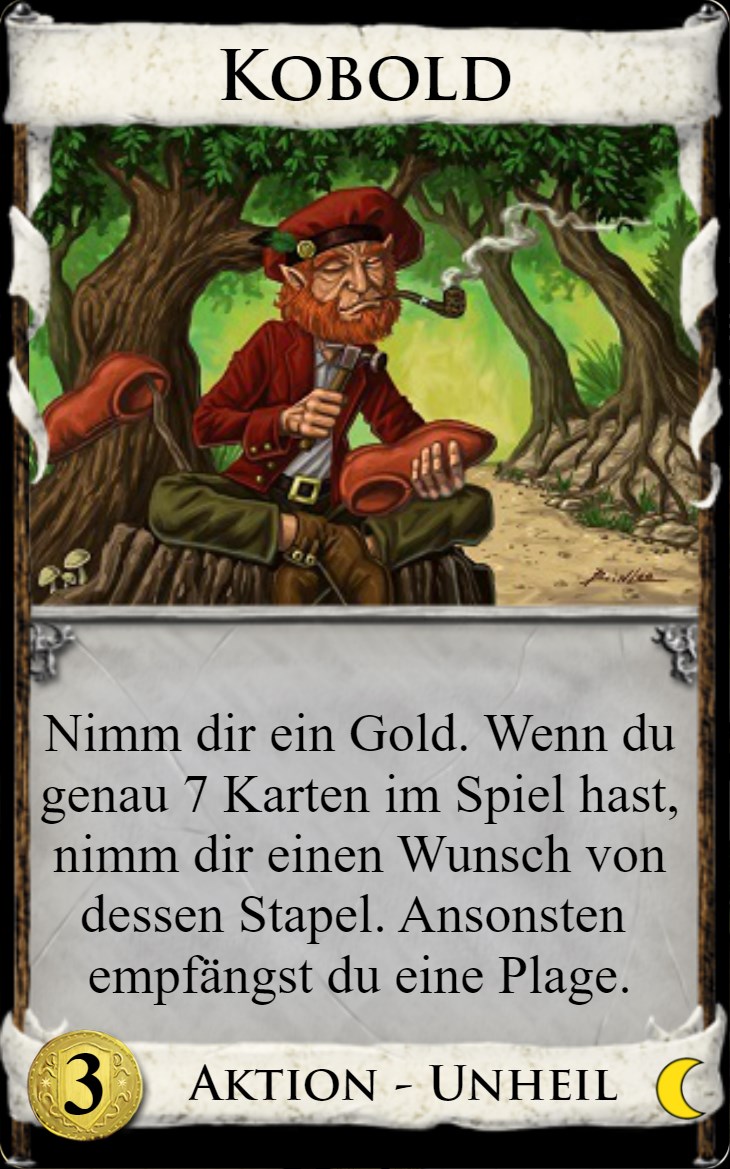 Kobold
Nimm dir ein Gold. Wenn du
genau 7 Karten im Spiel hast,
nimm dir einen Wunsch von
dessen Stapel. Ansonsten
empfängst du eine Plage.
3
Aktion - Unheil